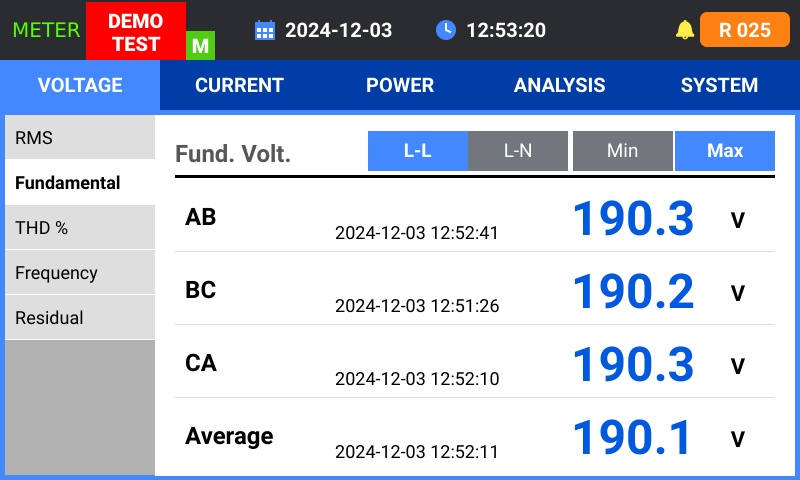 METER
DEMO
TEST
M
2024-12-03
12:53:20
R 025
VOLTAGE
CURRENT
POWER
ANALYSIS
SYSTEM
RMS
Fundamental
THD %
Frequency
Residual
Fund. Volt.
L-L
L-N
Min
Max
AB
2024-12-03 12:52:41
190.3
V
BC
2024-12-03 12:51:26
190.2
V
CA
2024-12-03 12:52:10
190.3
V
Average
2024-12-03 12:52:11
190.1
V